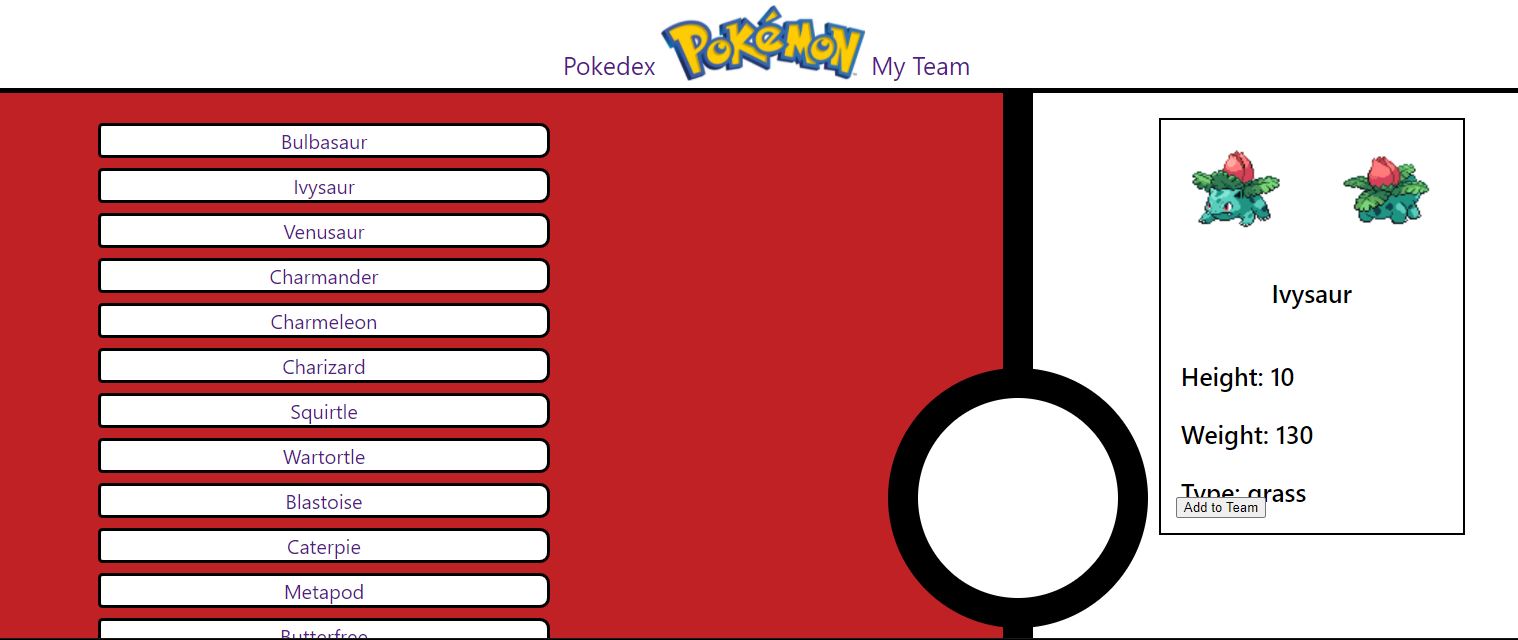 Pokedex POKéMON My Team
Bulbasaur
Ivysaur
Venusaur
Charmander
Charmeleon
Charizard
Squirtle
Wartortle
Blastoise
Caterpie
Metapod
Butterfree
Ivysaur
Height: 10
Weight: 130
Type: grass
Add to Team